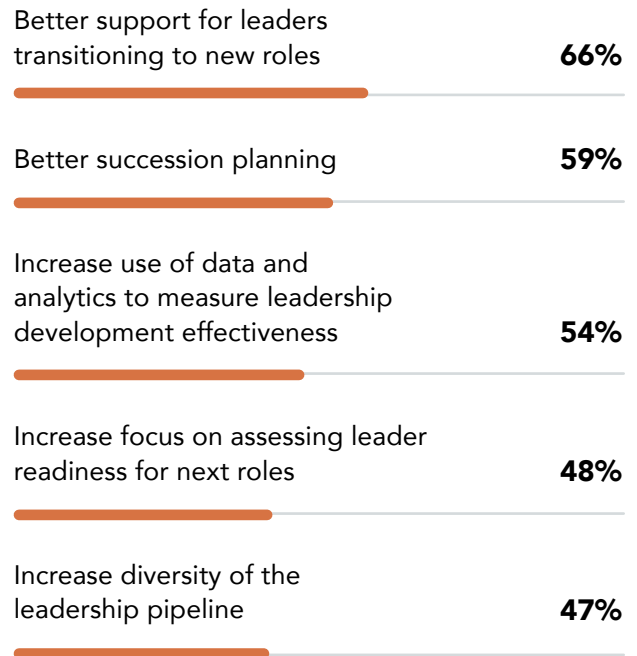 Better support for leaders
transitioning to new roles 66%
Better succession planning 59%
Increase use of data and
analytics to measure leadership
development effectiveness 54%
Increase focus on assessing leader
readiness for next roles 48%
Increase diversity of the
leadership pipeline 47%